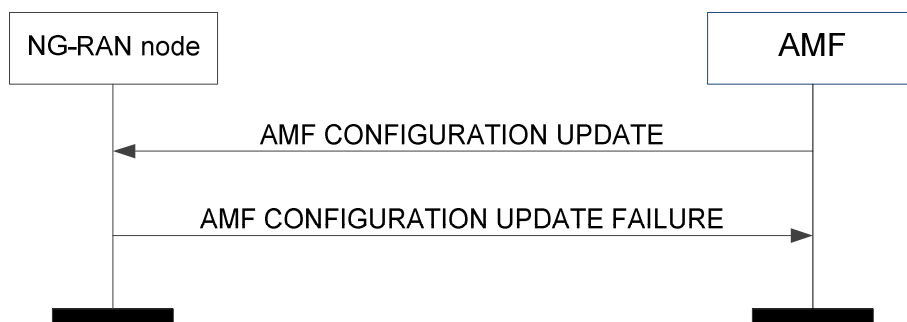 NG-RAN node
AMF
AMF CONFIGURATION UPDATE
AMF CONFIGURATION UPDATE FAILURE